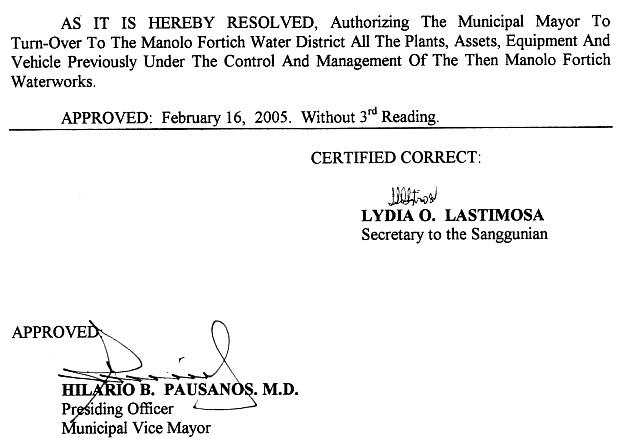 AS IT IS HEREBY RESOLVED, Authorizing The Municipal Mayor To
Turn-Over To The Manolo Fortich Water District All The Plants, Assets, Equipment And
Vehicle Previously Under The Control And Management Of The Then Manolo Fortich
Waterworks.
APPROVED: February 16, 2005. Without 3rd Reading.
CERTIFIED CORRECT:
LYDIA O. LASTIMOSA
Secretary to the Sanggunian
APPROVED:
HILARIO B. PAUSANOS. M.D.
Presiding Officer
Municipal Vice Mayor